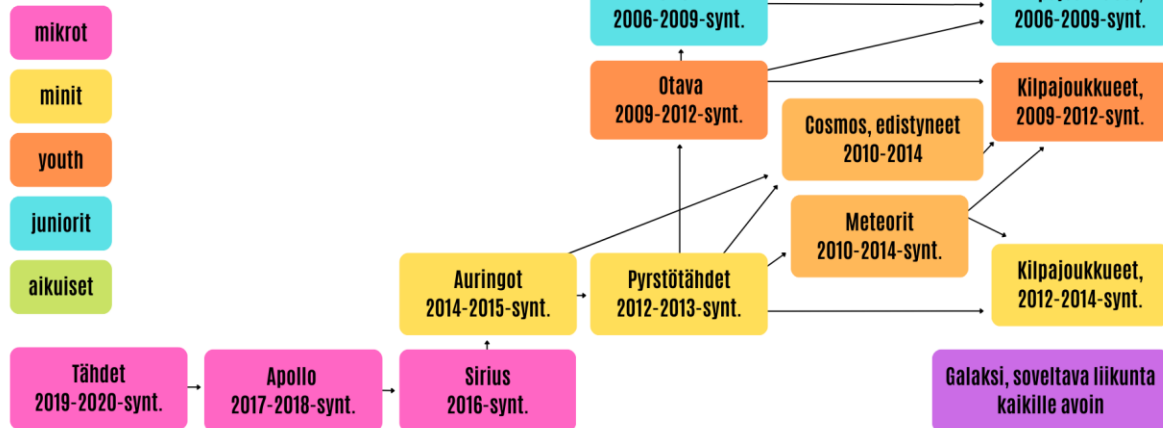 mikrot
minit
youth
juniorit
aikuiset
2006-2009-synt.
2006-2009-synt.
Otava
2009-2012-synt.
Kilpajoukkueet,
2009-2012-synt.
Cosmos, edistyneet
2010-2014
Meteorit
2010-2014-synt.
Auringot
2014-2015-synt.
Pyrstötähdet
2012-2013-synt.
Kilpajoukkueet,
2012-2014-synt.
Tähdet
2019-2020-synt.
Apollo
2017-2018-synt.
Sirius
2016-synt.
Galaksi, soveltava liikunta
kaikille avoin